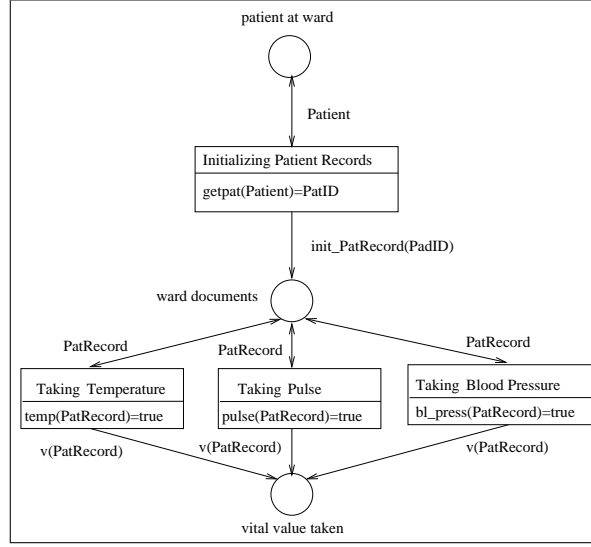 patient at ward
Patient
Initializing Patient Records
getpat(Patient)=PatID
init_PatRecord(PadID)
ward documents
PatRecord
PatRecord
PatRecord
Taking Temperature
temp(PatRecord)=true
Taking Pulse
pulse(PatRecord)=true
Taking Blood Pressure
bl_press(PatRecord)=true
v(PatRecord)
v(PatRecord)
v(PatRecord)
vital value taken